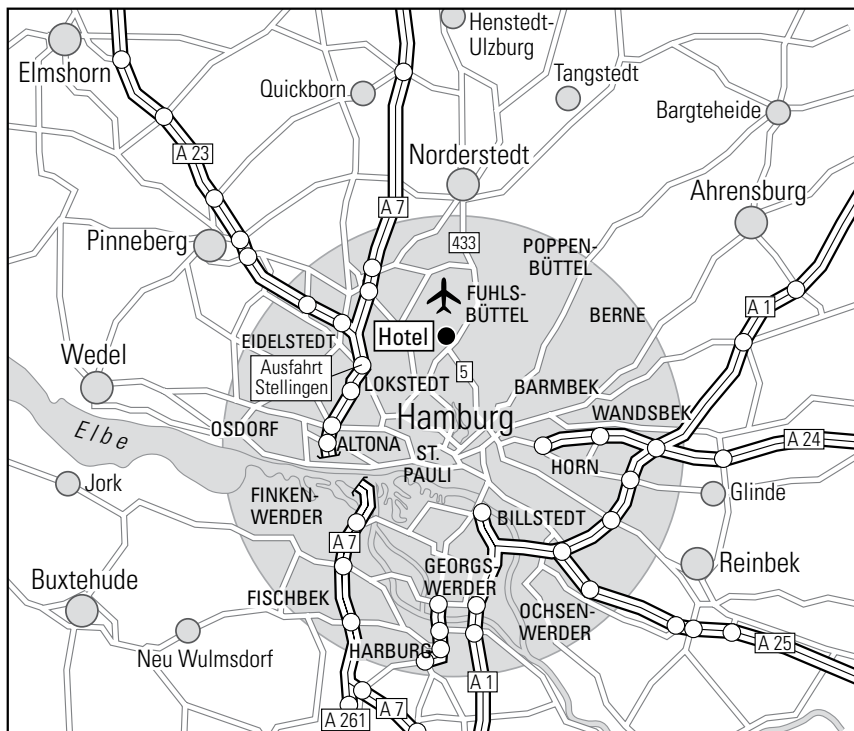 Henstedt-
Ulzburg
Elmshorn
Tangstedt
Quickborn
Bargteheide
A 23
Norderstedt
Ahrensburg
A 7
Pinneberg
433
POPPEN-
BÜTTEL
FUHLS-
BÜTTEL
A 1
BERNE
Hotel
EIDELSTEDT
Ausfahrt
Stellingen
Wedel
5
LOKSTEDT
BARMBEK
Hamburg
WANDSBEK
Elbe
OSDORF
ALTONA
A 24
ST.
PAULI
HORN
Jork
FINKEN-
WERDER
Glinde
BILLSTEDT
A 7
Reinbek
GEORGS-
WERDER
Buxtehude
FISCHBEK
OCHSEN-
WERDER
Neu Wulmsdorf
HARBURG
A 25
A 1
A 7
A 261